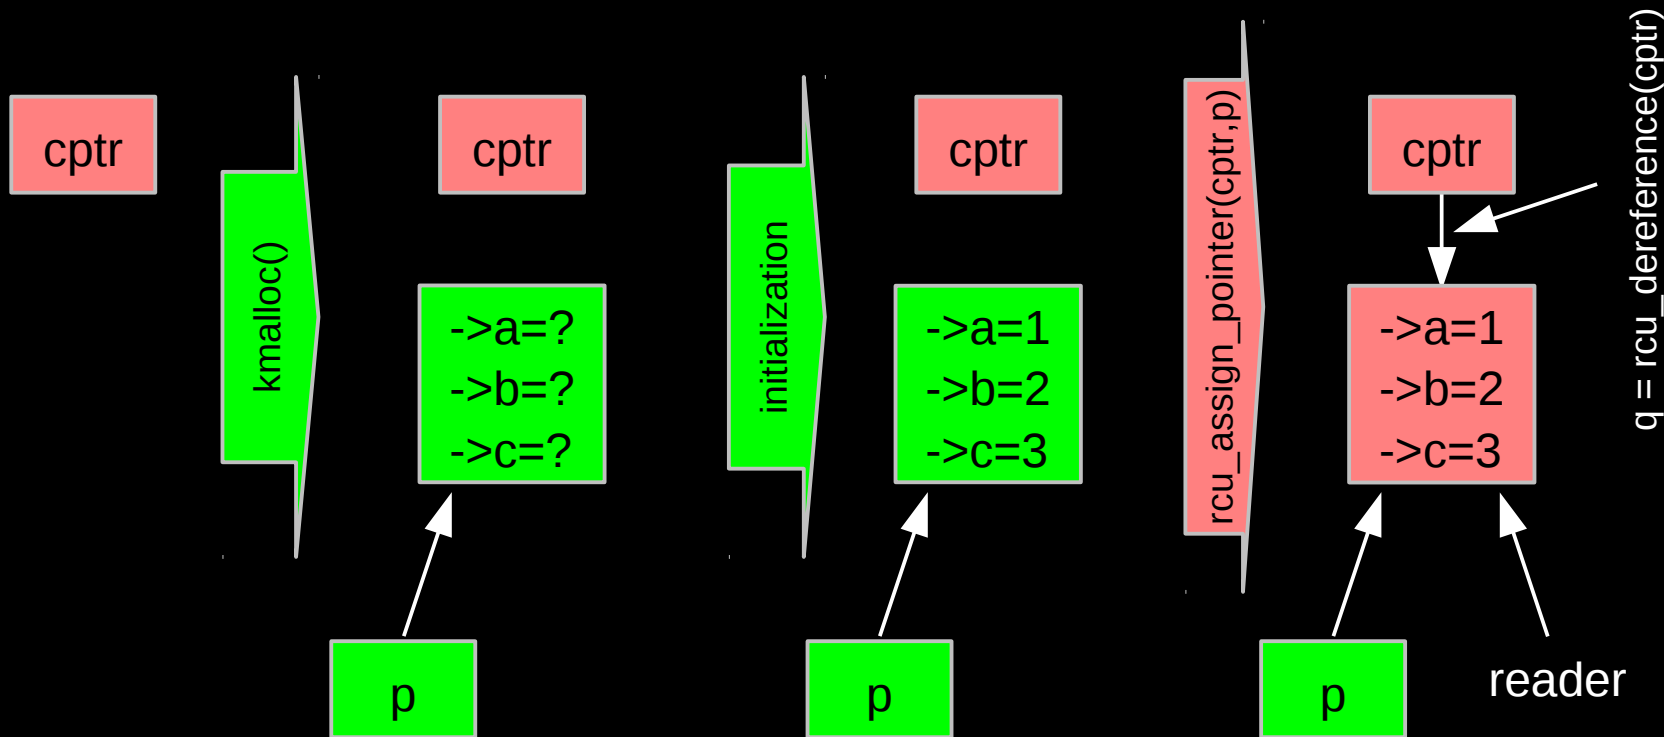 cptr
kmalloc()
cptr
->a=?
->b=?
->c=?
p
initialization
cptr
->a=1
->b=2
->c=3
p
rcu_assign_pointer(cptr,p)
cptr
->a=1
->b=2
->c=3
p
reader
q = rcu_dereference(cptr)